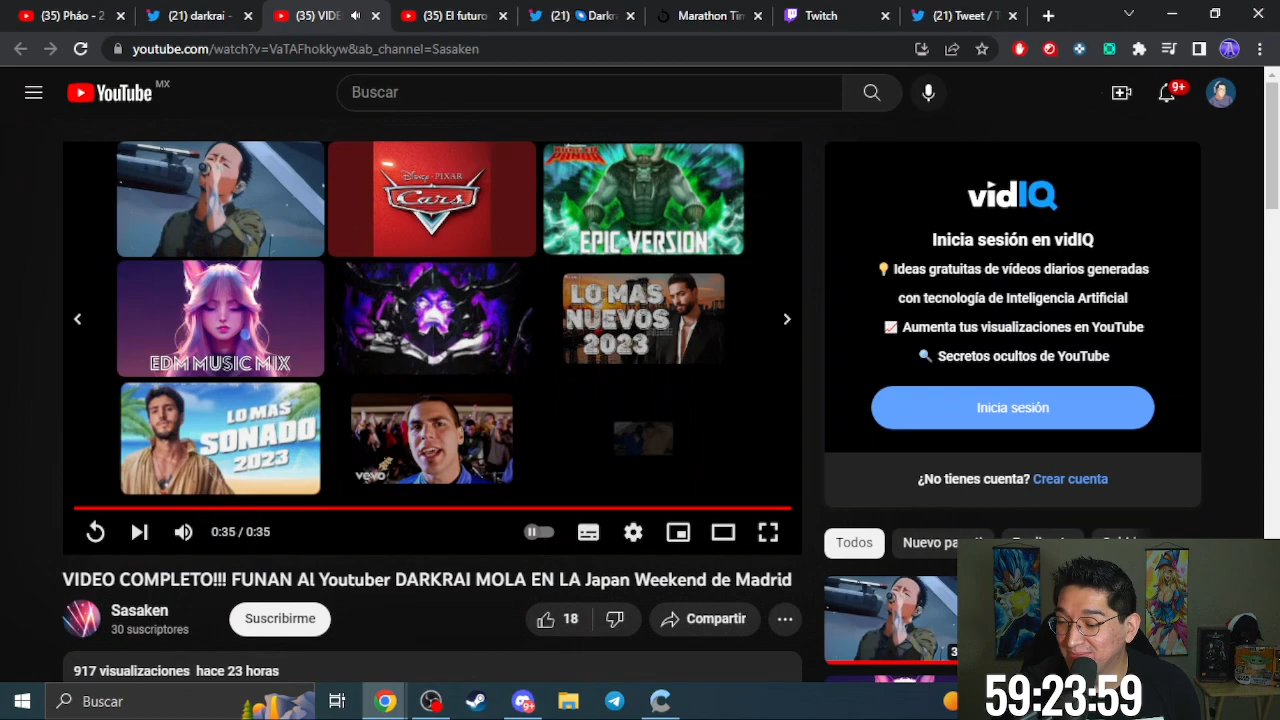 (35) Pháo - 2
(21) darkrai -
(35) VIDE
(35) El futuro
(21) Dark
Marathon Tim
Twitch
(21) Tweet / T
youtube.com/watch?v=VaTAFhokkyw&ab_channel=Sasaken
YouTube MX
Buscar
9+
Disney·PIXAR
Cars
EPIC VERSION
EDM MUSIC MIX
LO MAS
NUEVOS
2023
LO MAS
SONADO
2023
vevo
0:35 / 0:35
vidIQ
Inicia sesión en vidIQ
Ideas gratuitas de vídeos diarios generadas
con tecnología de Inteligencia Artificial
Aumenta tus visualizaciones en YouTube
Secretos ocultos de YouTube
Inicia sesión
¿No tienes cuenta? Crear cuenta
Todos
Nuevo pa
VIDEO COMPLETO!!! FUNAN Al Youtuber DARKRAI MOLA EN LA Japan Weekend de Madrid
Sasaken
30 suscriptores
Suscribirme
18
Compartir
917 visualizaciones hace 23 horas
59:23:59
Buscar
9+